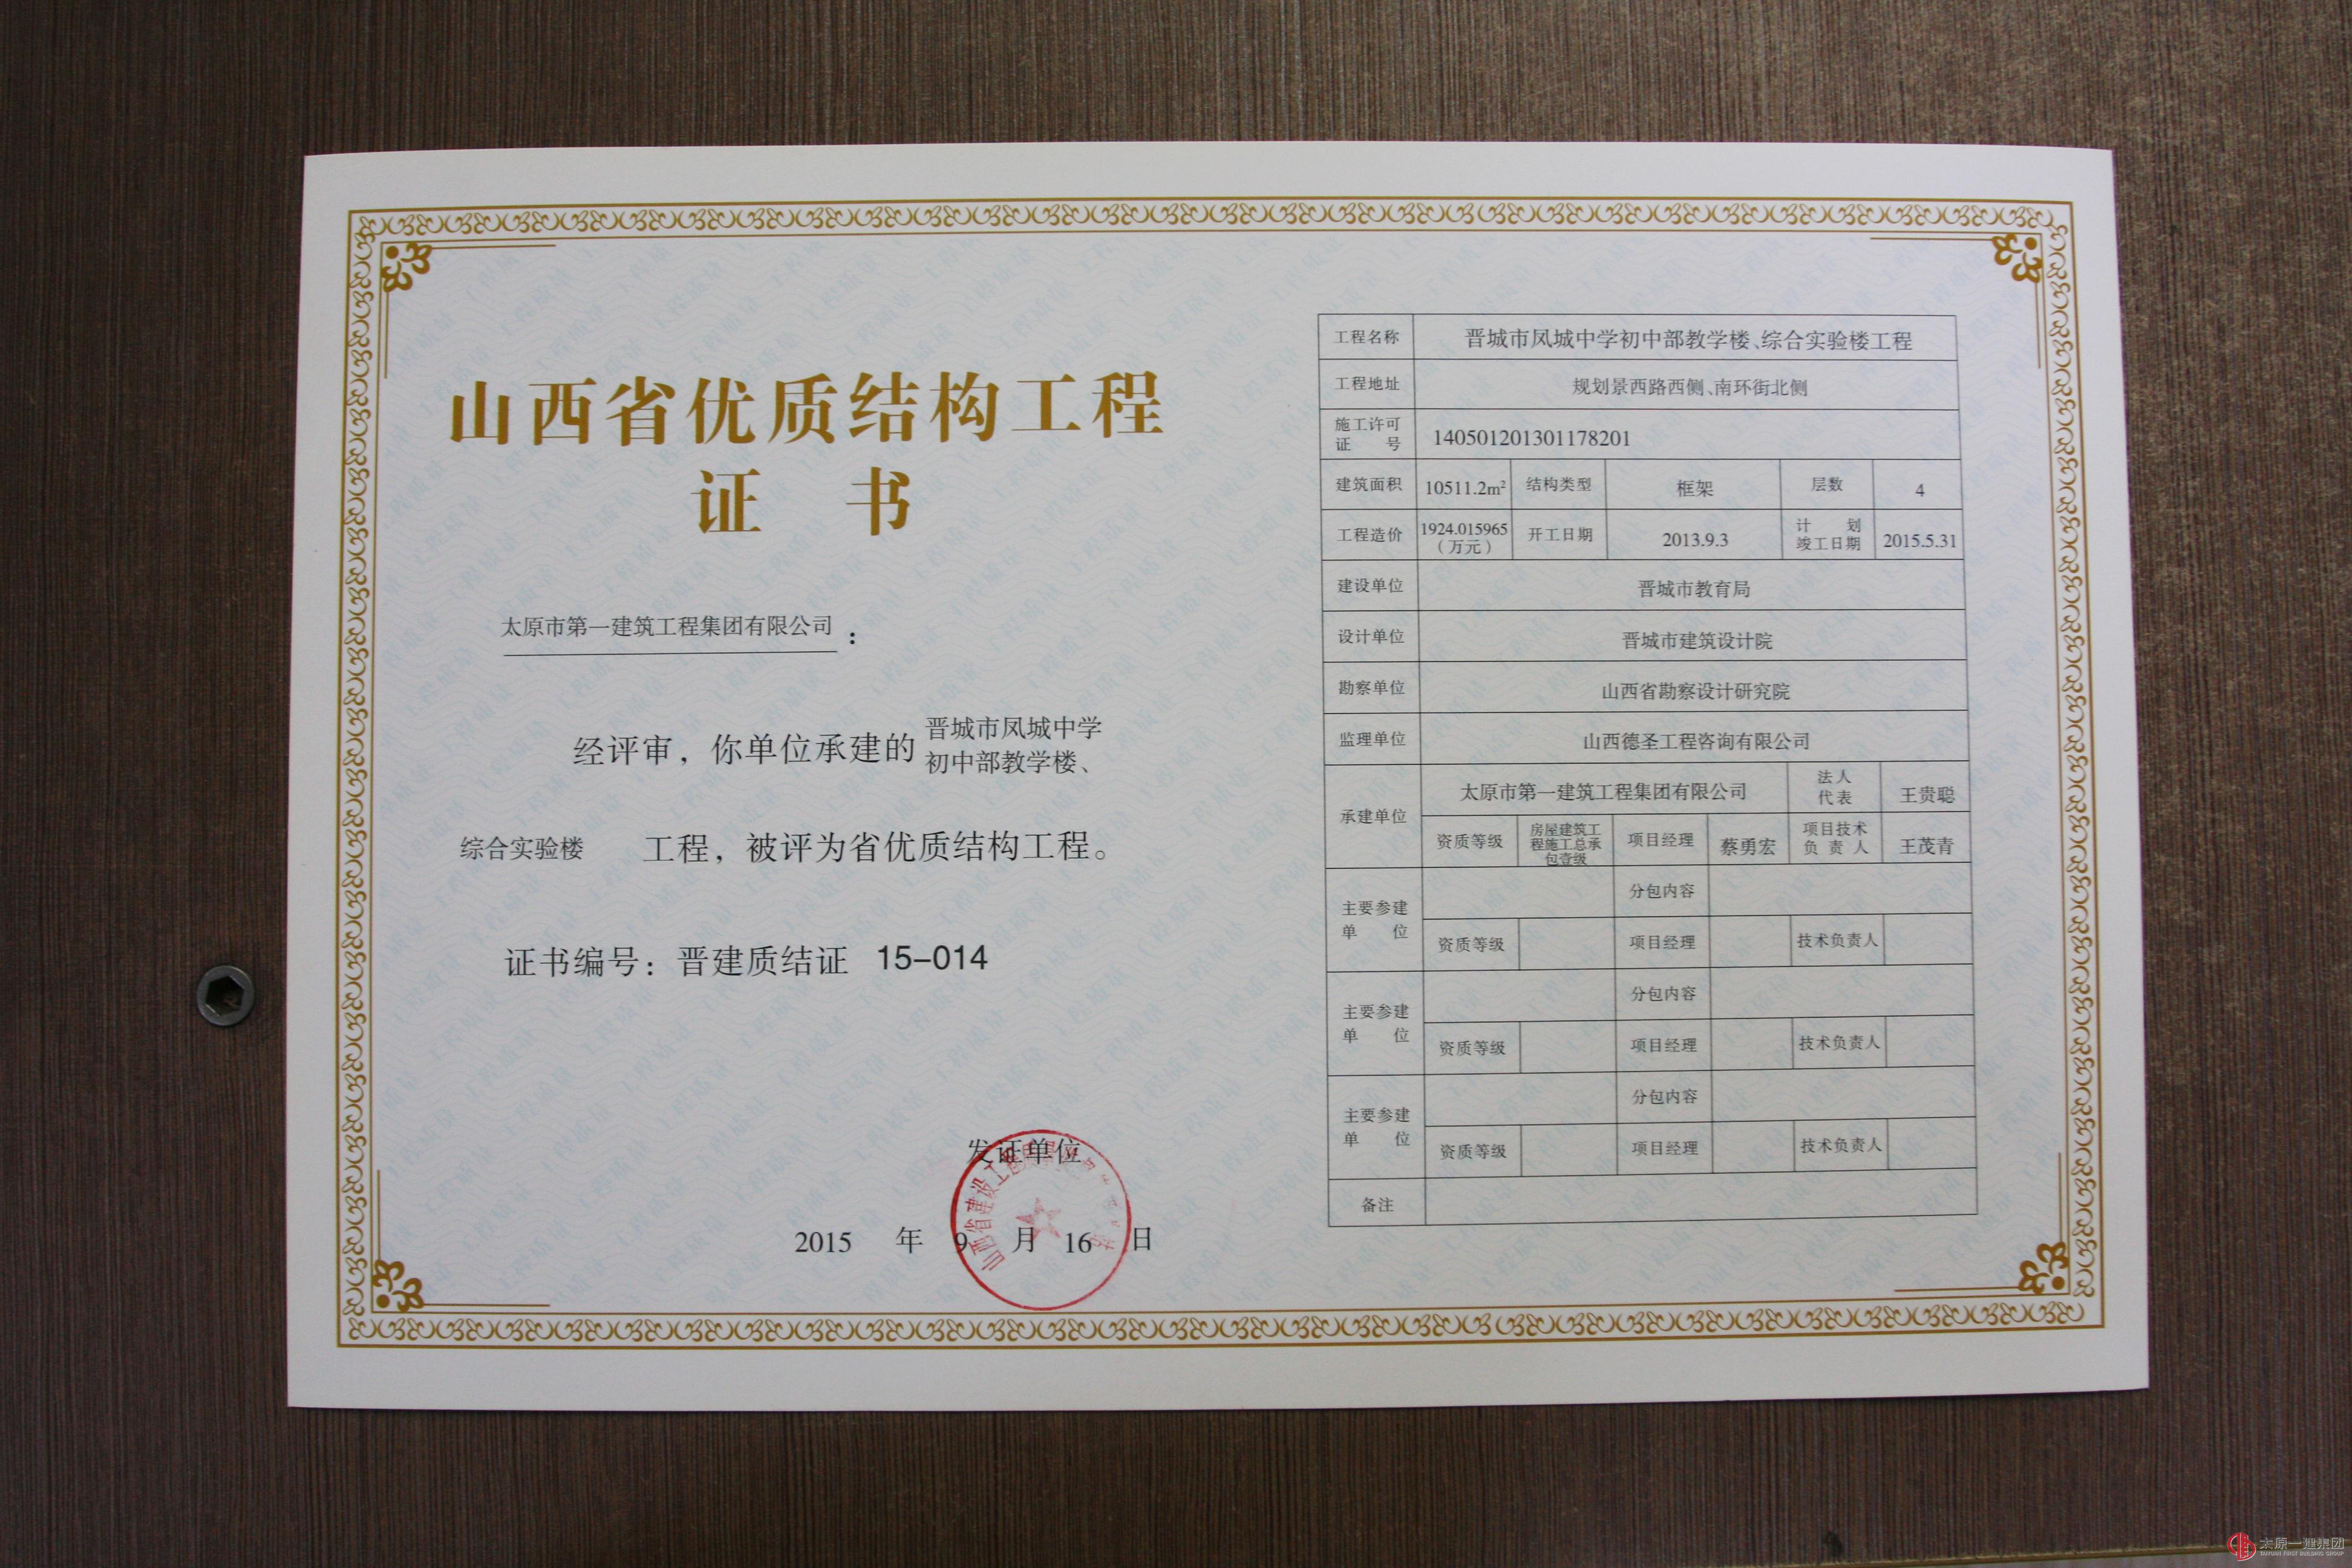 山西省优质结构工程
证 书
太原市第一建筑工程集团有限公司：
经评审，你单位承建的 晋城市凤城中学
初中部教学楼、
综合实验楼 工程，被评为省优质结构工程。
证书编号：晋建质结证 15-014
发证单位
2015 年 9 月 16 日
工程名称 晋城市凤城中学初中部教学楼、综合实验楼工程
工程地址 规划景西路西侧、南环街北侧
施工许可
证 号 140501201301178201
建筑面积 10511.2m² 结构类型 框架 层数 4
工程造价 1924.015965
（万元） 开工日期 2013.9.3 计 划
竣工日期 2015.5.31
建设单位 晋城市教育局
设计单位 晋城市建筑设计院
勘察单位 山西省勘察设计研究院
监理单位 山西德圣工程咨询有限公司
承建单位 太原市第一建筑工程集团有限公司 法人
代表 王贵聪
资质等级 房屋建筑工
程施工总承
包壹级 项目经理 蔡勇宏 项目技术
负 责 人 王茂青
主要参建
单 位 分包内容
资质等级 项目经理 技术负责人
主要参建
单 位 分包内容
资质等级 项目经理 技术负责人
主要参建
单 位 分包内容
资质等级 项目经理 技术负责人
备注
太原一建集团
TAIYUAN FIRST BUILDING GROUP